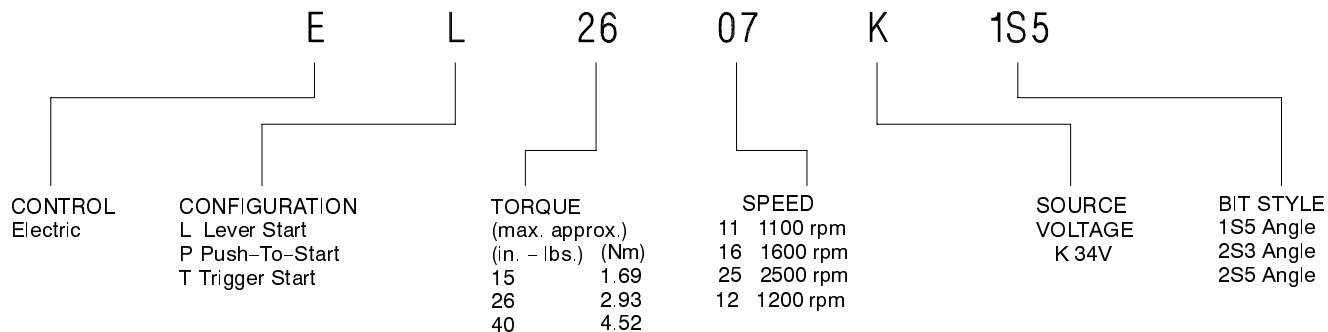 E L 26 07 K 1S5
CONTROL
Electric
CONFIGURATION
L Lever Start
P Push–To–Start
T Trigger Start
TORQUE
(max. approx.)
(in. – lbs.) (Nm)
15 1.69
26 2.93
40 4.52
SPEED
11 1100 rpm
16 1600 rpm
25 2500 rpm
12 1200 rpm
SOURCE
VOLTAGE
K 34V
BIT STYLE
1S5 Angle
2S3 Angle
2S5 Angle